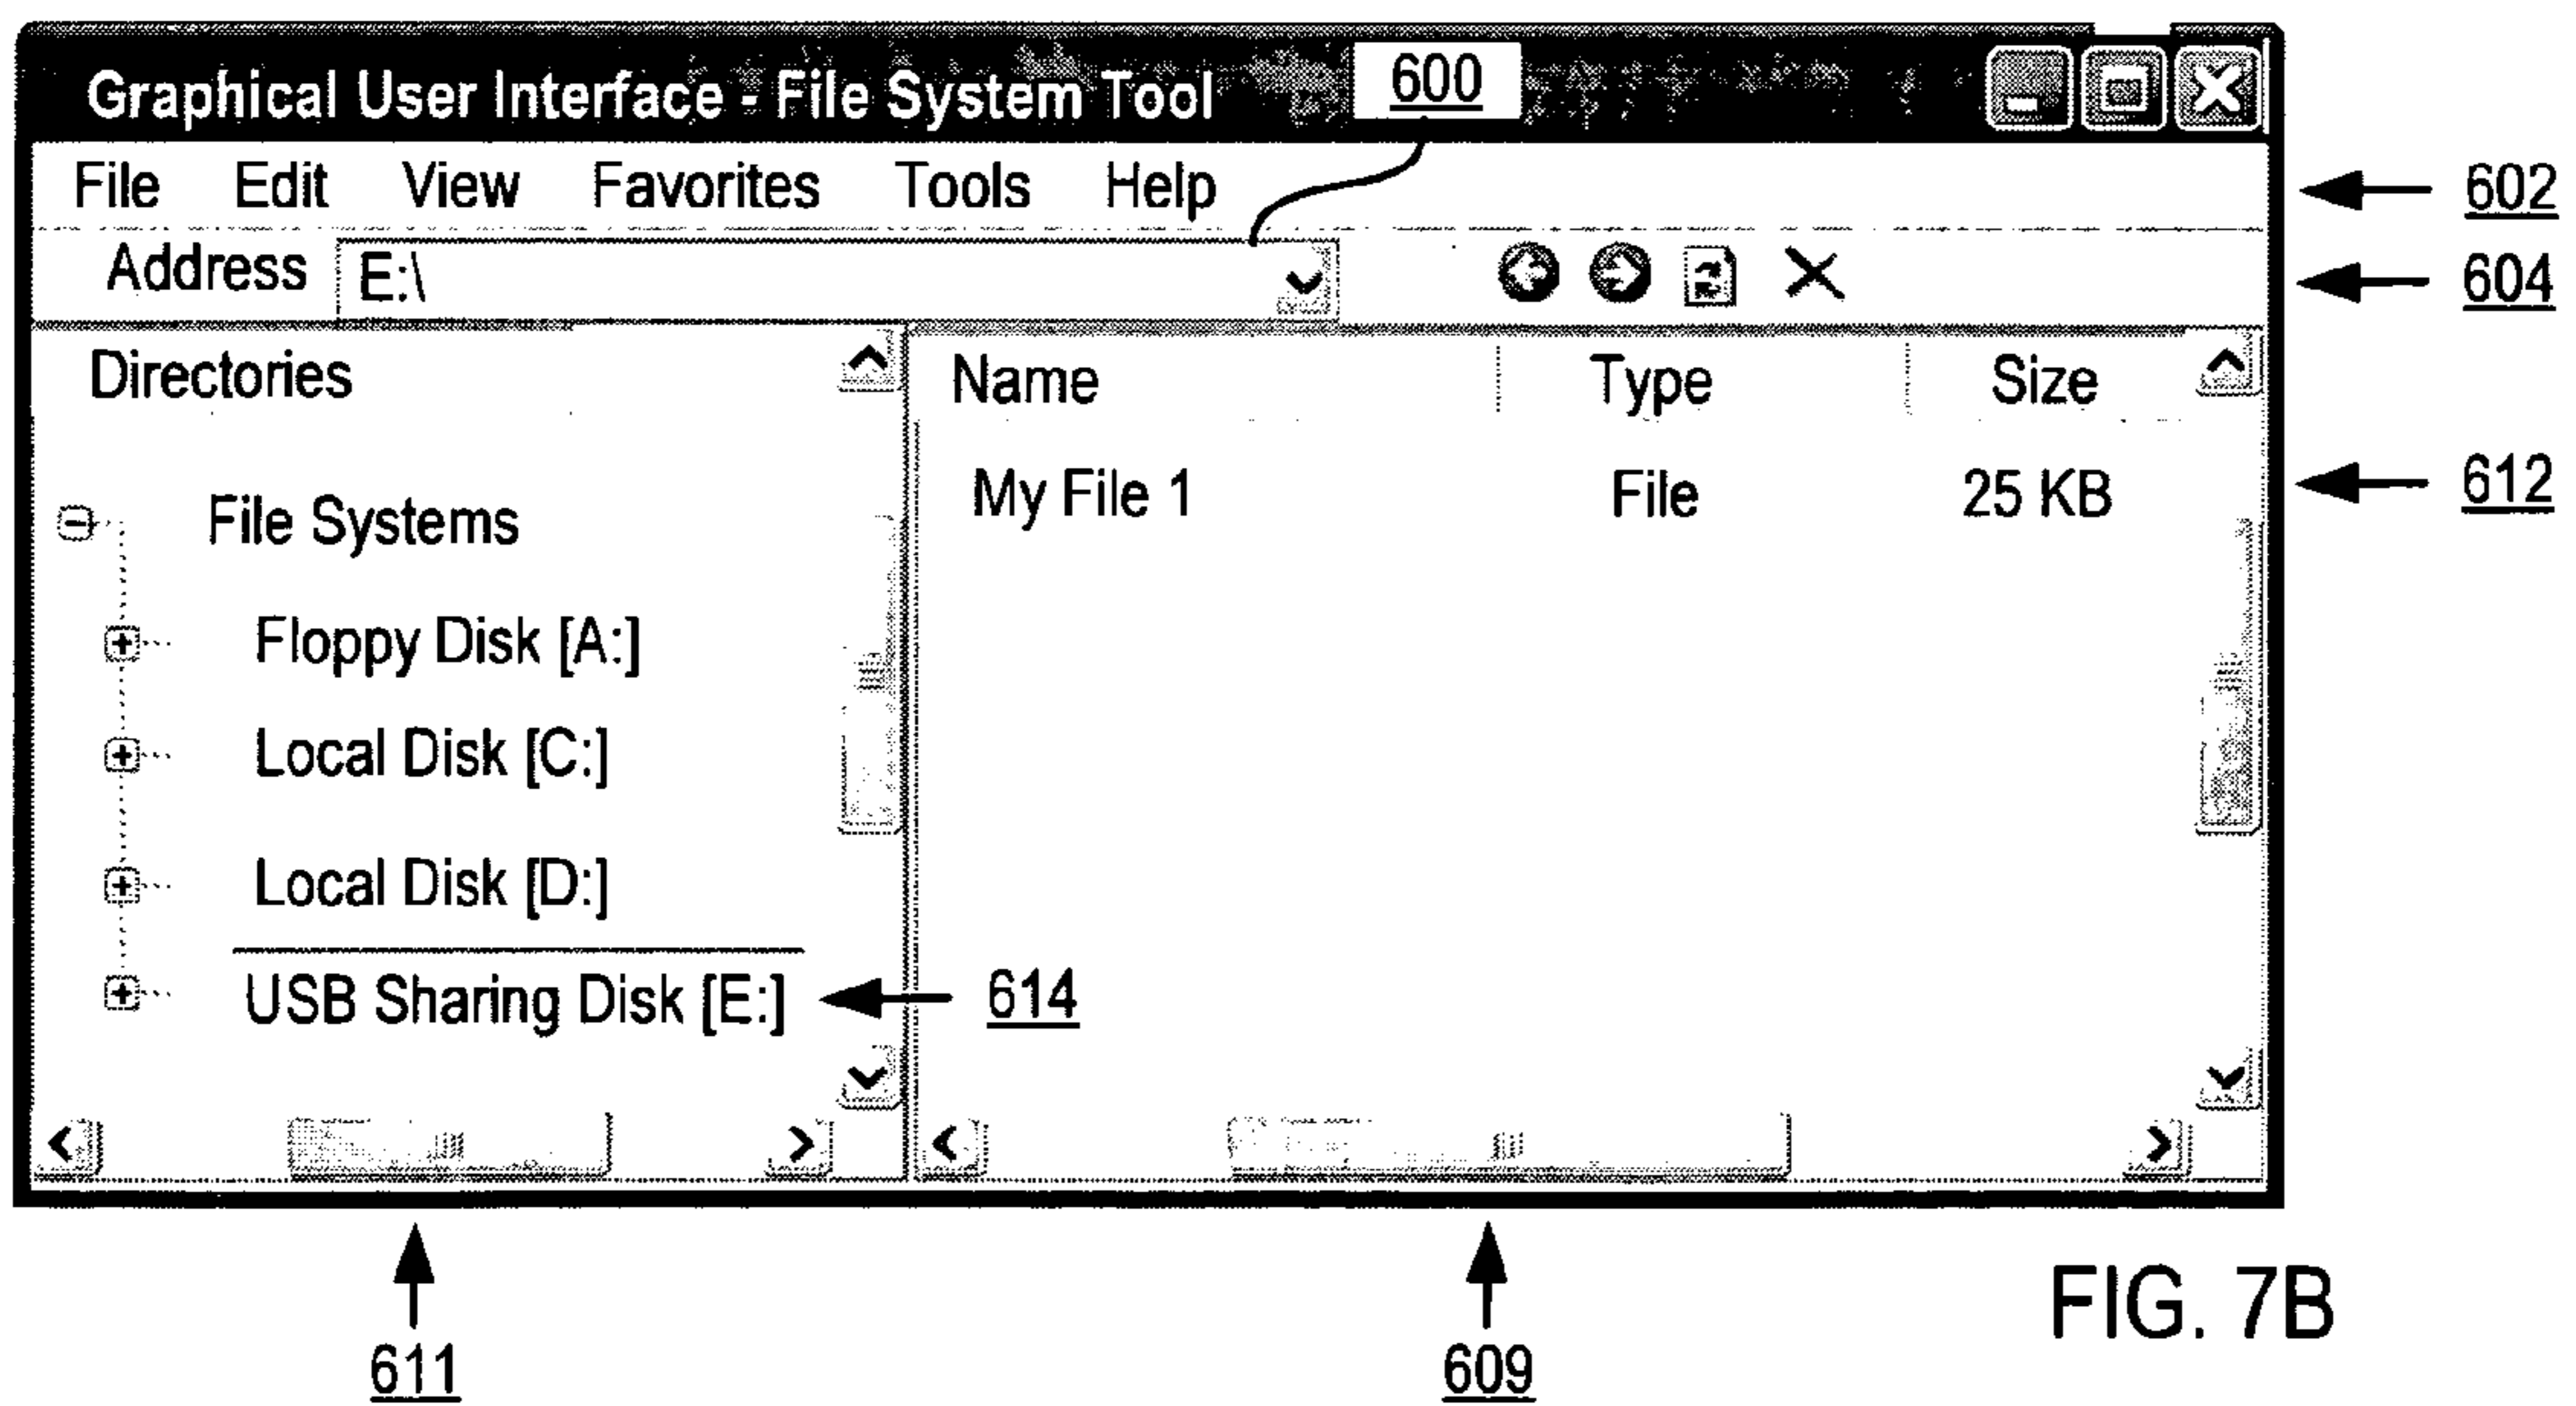 Graphical User Interface - File System Tool 600
File Edit View Favorites Tools Help 602
Address E:\ 604
Directories Name Type Size
My File 1 File 25 KB 612
File Systems
Floppy Disk [A:]
Local Disk [C:]
Local Disk [D:]
USB Sharing Disk [E:] 614
611 609
FIG. 7B